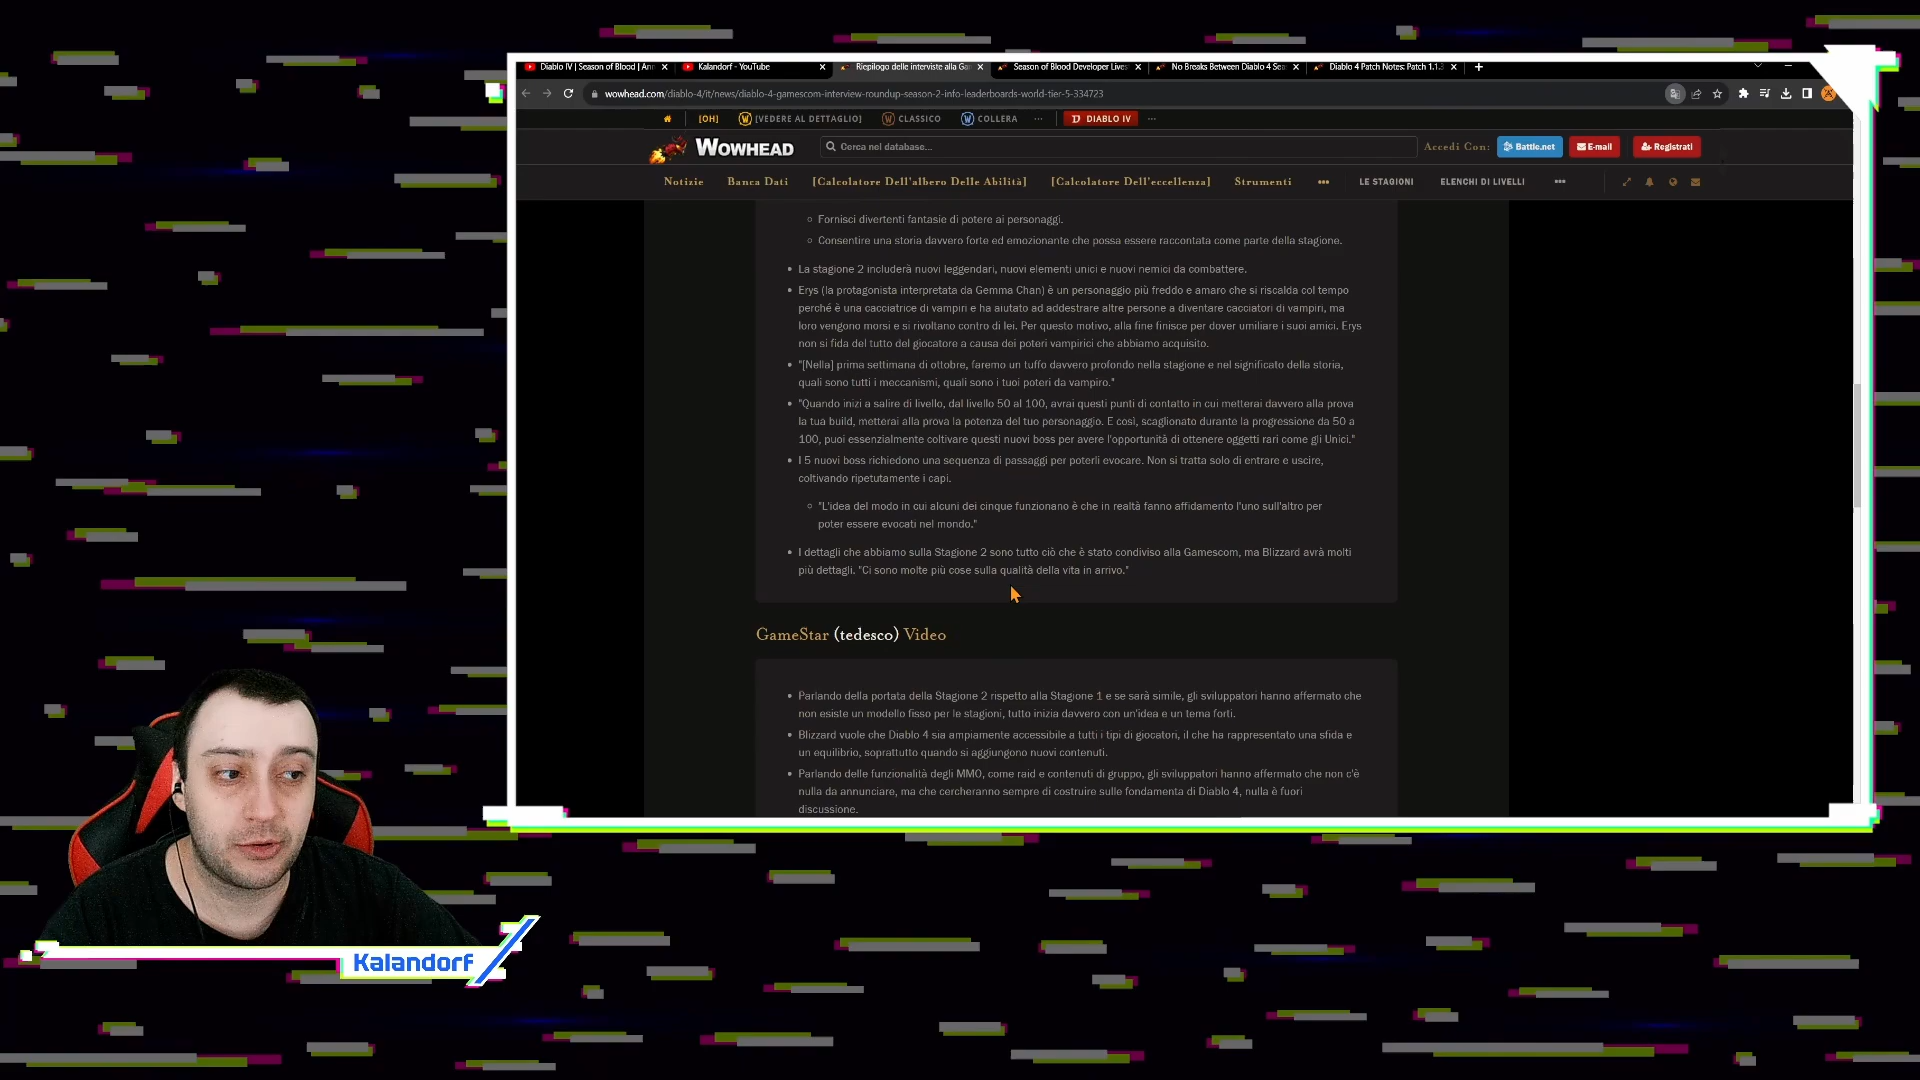 Diablo IV | Season of Blood | Ann
Kalandorf - YouTube
Riepilogo delle interviste alla Gam
Season of Blood Developer Lives
No Breaks Between Diablo 4 Sea
Diablo 4 Patch Notes: Patch 1.1.3
wowhead.com/diablo-4/it/news/diablo-4-gamescom-interview-roundup-season-2-info-leaderboards-world-tier-5-334723
[OH] [VEDERE AL DETTAGLIO] CLASSICO COLLERA ... DIABLO IV ...
WOWHEAD Cerca nel database... Accedi Con: Battle.net E-mail Registrati
Notizie Banca Dati [Calcolatore Dell'albero Delle Abilità] [Calcolatore Dell'eccellenza] Strumenti ... LE STAGIONI ELENCHI DI LIVELLI ...
Fornisci divertenti fantasie di potere ai personaggi.
Consentire una storia davvero forte ed emozionante che possa essere raccontata come parte della stagione.
La stagione 2 includerà nuovi leggendari, nuovi elementi unici e nuovi nemici da combattere.
Erys (la protagonista interpretata da Gemma Chan) è un personaggio più freddo e amaro che si riscalda col tempo
perché è una cacciatrice di vampiri e ha aiutato ad addestrare altre persone a diventare cacciatori di vampiri, ma
loro vengono morsi e si rivoltano contro di lei. Per questo motivo, alla fine finisce per dover umiliare i suoi amici. Erys
non si fida del tutto del giocatore a causa dei poteri vampirici che abbiamo acquisito.
"[Nella] prima settimana di ottobre, faremo un tuffo davvero profondo nella stagione e nel significato della storia,
quali sono tutti i meccanismi, quali sono i tuoi poteri da vampiro."
"Quando inizi a salire di livello, dal livello 50 al 100, avrai questi punti di contatto in cui metterai davvero alla prova
la tua build, metterai alla prova la potenza del tuo personaggio. E così, scaglionato durante la progressione da 50 a
100, puoi essenzialmente coltivare questi nuovi boss per avere l'opportunità di ottenere oggetti rari come gli Unici."
I 5 nuovi boss richiedono una sequenza di passaggi per poterli evocare. Non si tratta solo di entrare e uscire,
coltivando ripetutamente i capi.
"L'idea del modo in cui alcuni dei cinque funzionano è che in realtà fanno affidamento l'uno sull'altro per
poter essere evocati nel mondo."
I dettagli che abbiamo sulla Stagione 2 sono tutto ciò che è stato condiviso alla Gamescom, ma Blizzard avrà molti
più dettagli. "Ci sono molte più cose sulla qualità della vita in arrivo."
GameStar (tedesco) Video
Parlando della portata della Stagione 2 rispetto alla Stagione 1 e se sarà simile, gli sviluppatori hanno affermato che
non esiste un modello fisso per le stagioni, tutto inizia davvero con un'idea e un tema forti.
Blizzard vuole che Diablo 4 sia ampiamente accessibile a tutti i tipi di giocatori, il che ha rappresentato una sfida e
un equilibrio, soprattutto quando si aggiungono nuovi contenuti.
Parlando delle funzionalità degli MMO, come raid e contenuti di gruppo, gli sviluppatori hanno affermato che non c'è
nulla da annunciare, ma che cercheranno sempre di costruire sulle fondamenta di Diablo 4, nulla è fuori
discussione.
Kalandorf